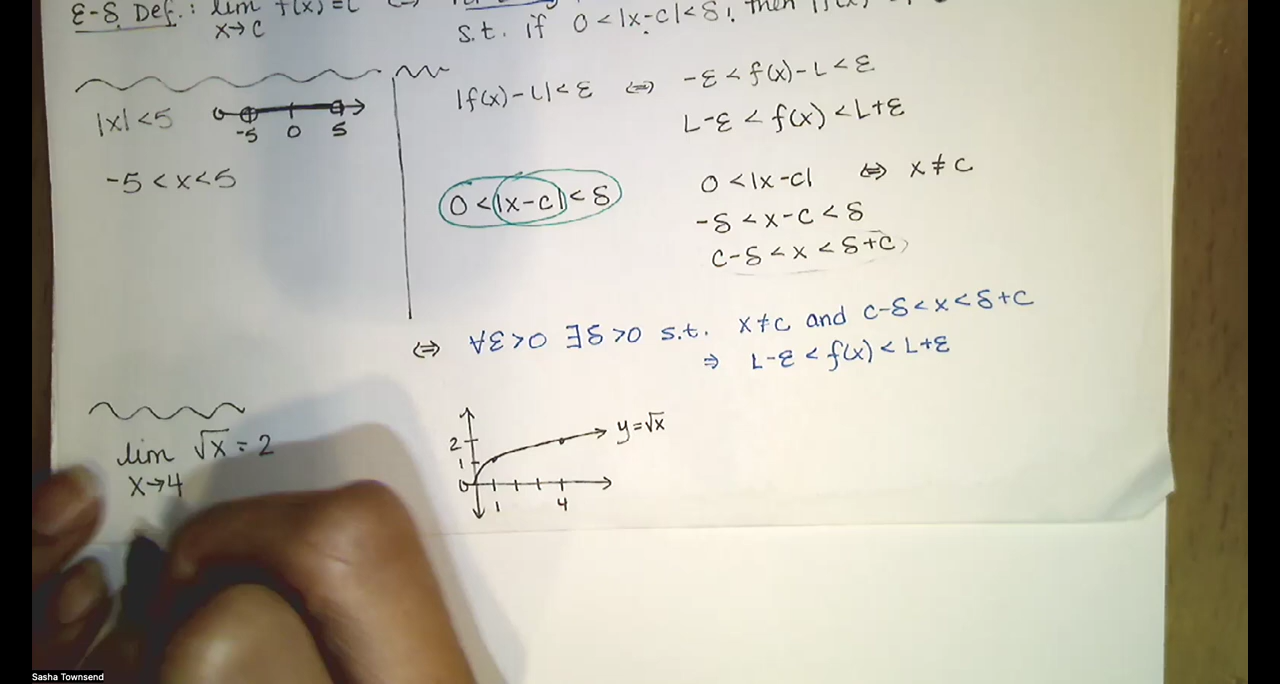 ε-δ Def.: lim f(x)=L ⇔
x→c
s.t. if 0<|x-c|<δ, then
|x|<5
-5 0 5
-5<x<5
|f(x)-L|<ε ⇔ -ε<f(x)-L<ε
L-ε<f(x)<L+ε
0<|x-c|<δ
0<|x-c| ⇔ x≠c
-δ<x-c<δ
c-δ<x<δ+c
⇔ ∀ε>0 ∃δ>0 s.t. x≠c and c-δ<x<δ+c
⇒ L-ε<f(x)<L+ε
lim √x=2
x→4
y=√x
2
1
0
1 4
Sasha Townsend